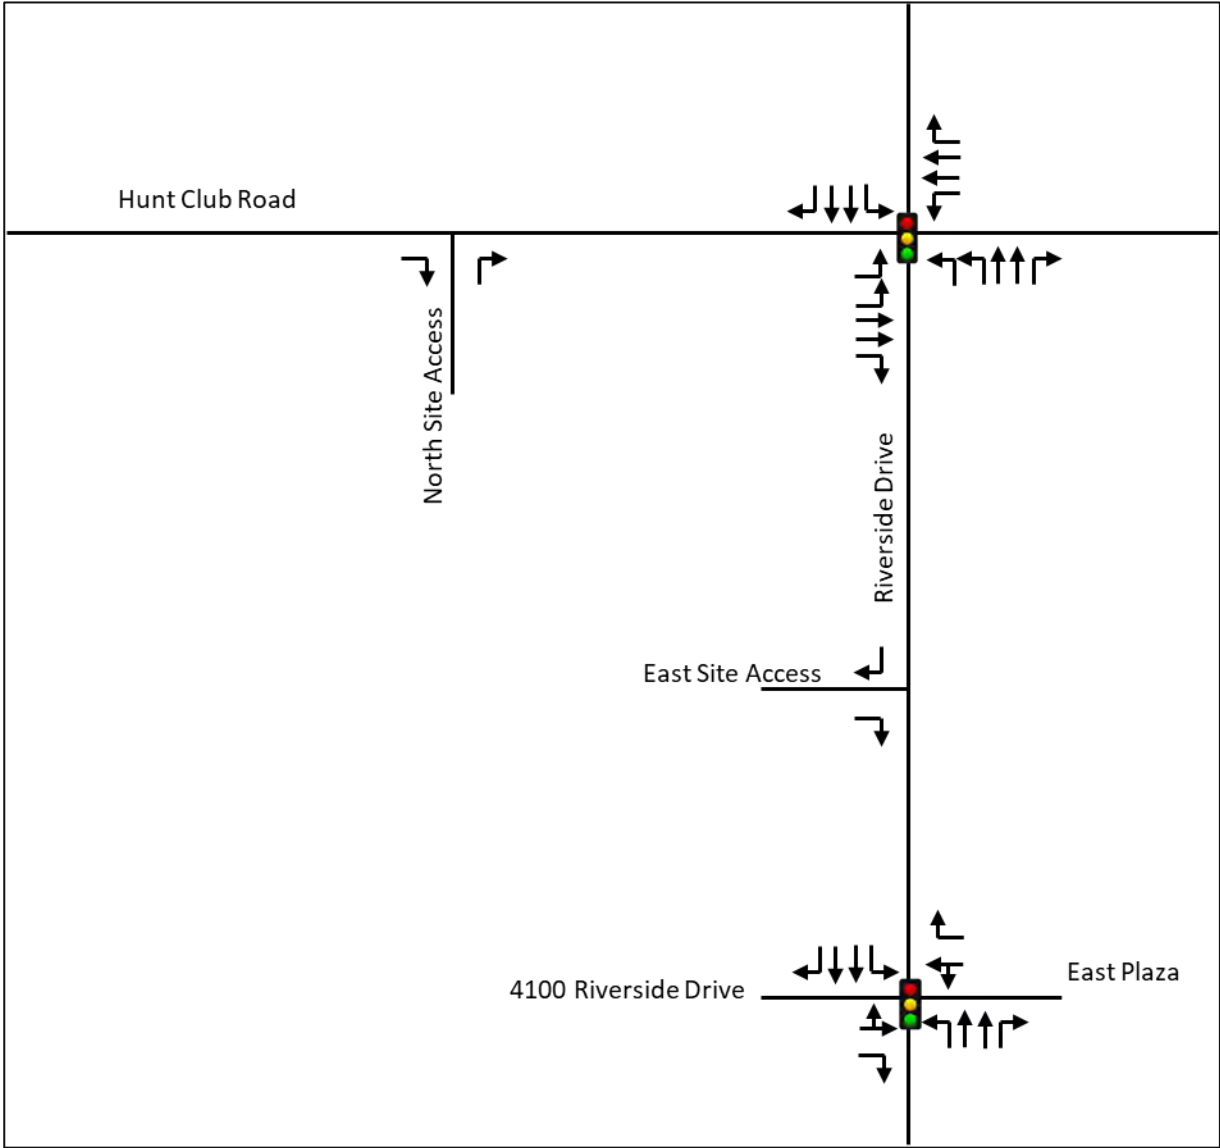 Hunt Club Road
North Site Access
Riverside Drive
East Site Access
East Plaza
4100 Riverside Drive